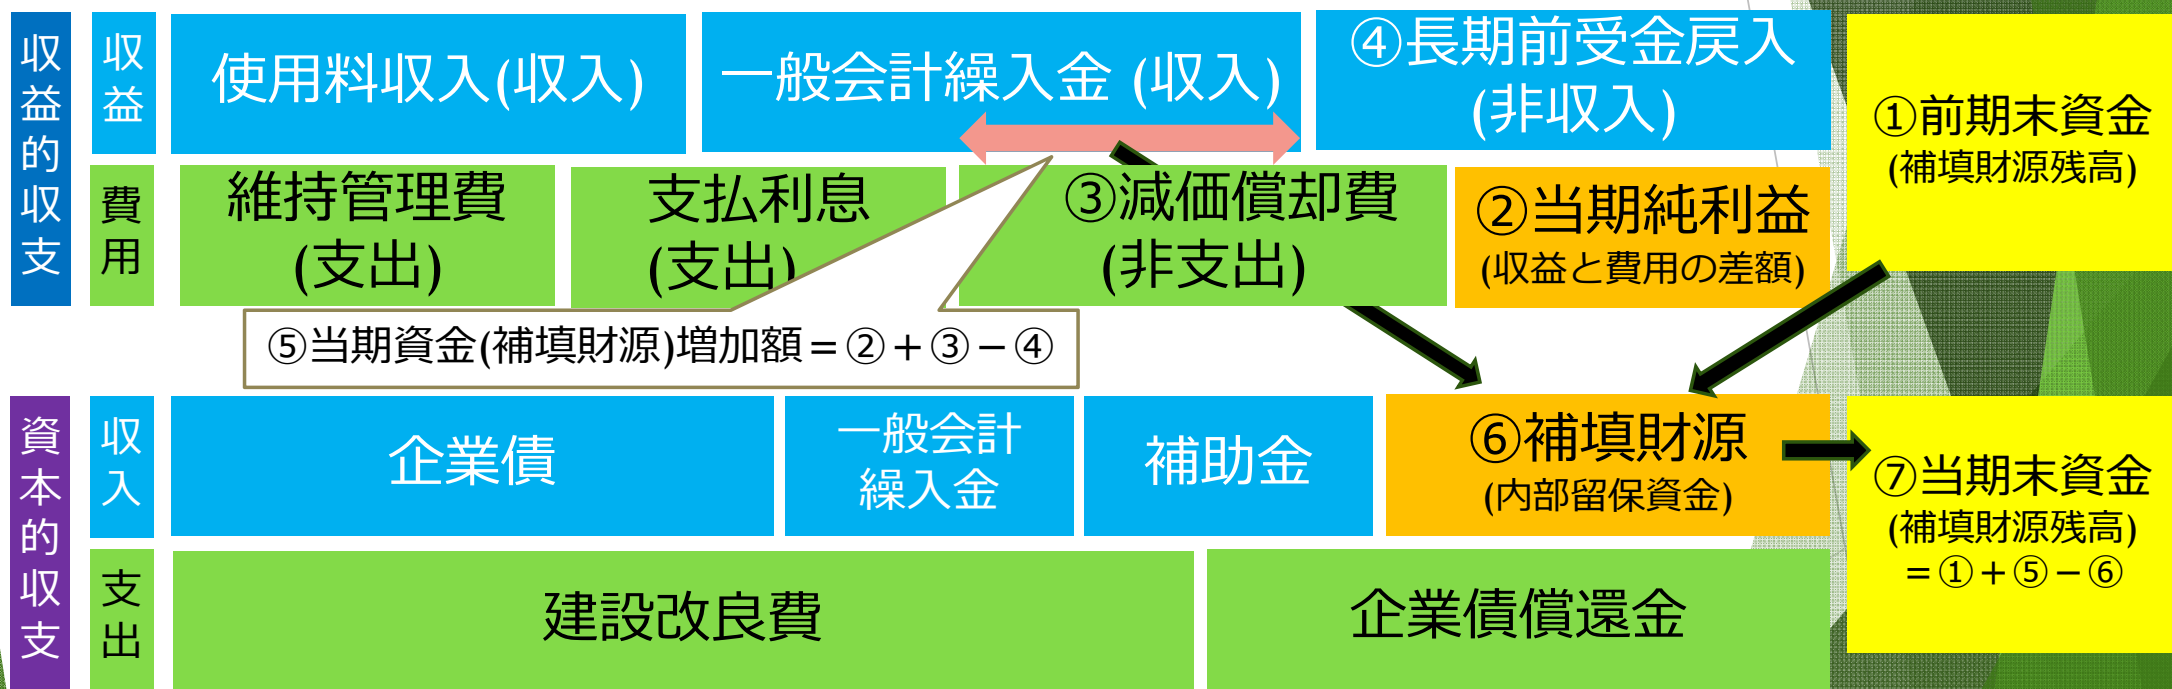 収益的収支
収益
使用料収入(収入)
一般会計繰入金 (収入)
④長期前受金戻入
(非収入)
①前期末資金
(補填財源残高)
費用
維持管理費
(支出)
支払利息
(支出)
③減価償却費
(非支出)
②当期純利益
(収益と費用の差額)
⑤当期資金(補填財源)増加額=②+③-④
資本的収支
収入
企業債
一般会計
繰入金
補助金
⑥補填財源
(内部留保資金)
⑦当期末資金
(補填財源残高)
=①+⑤-⑥
支出
建設改良費
企業債償還金